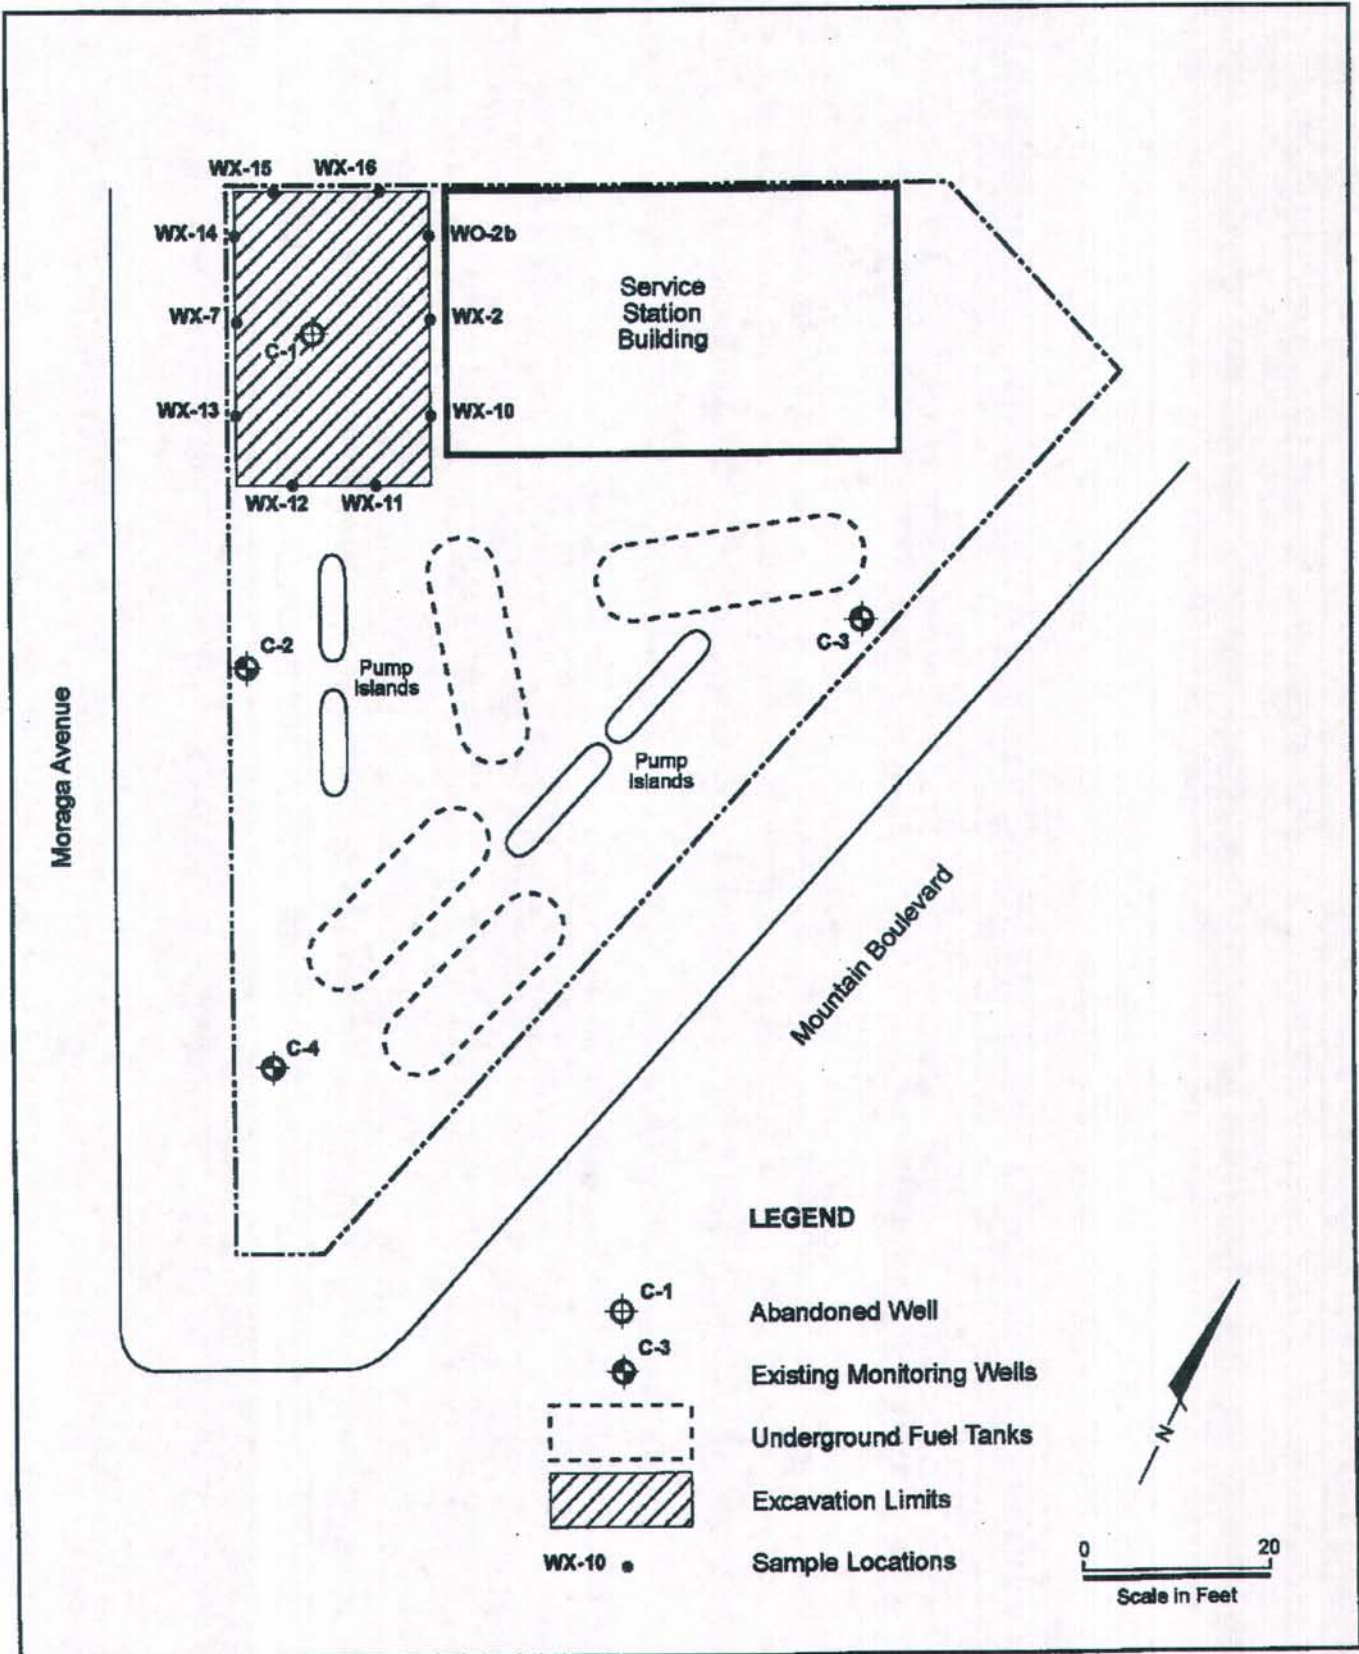 WX-15
WX-16
WX-14
WO-2b
WX-7
WX-2
C-1
WX-13
WX-10
WX-12
WX-11
Service
Station
Building
C-2
Pump
Islands
C-3
Pump
Islands
Moraga Avenue
Mountain Boulevard
C-4
LEGEND
C-1
Abandoned Well
C-3
Existing Monitoring Wells
Underground Fuel Tanks
Excavation Limits
WX-10
Sample Locations
N
0
20
Scale in Feet